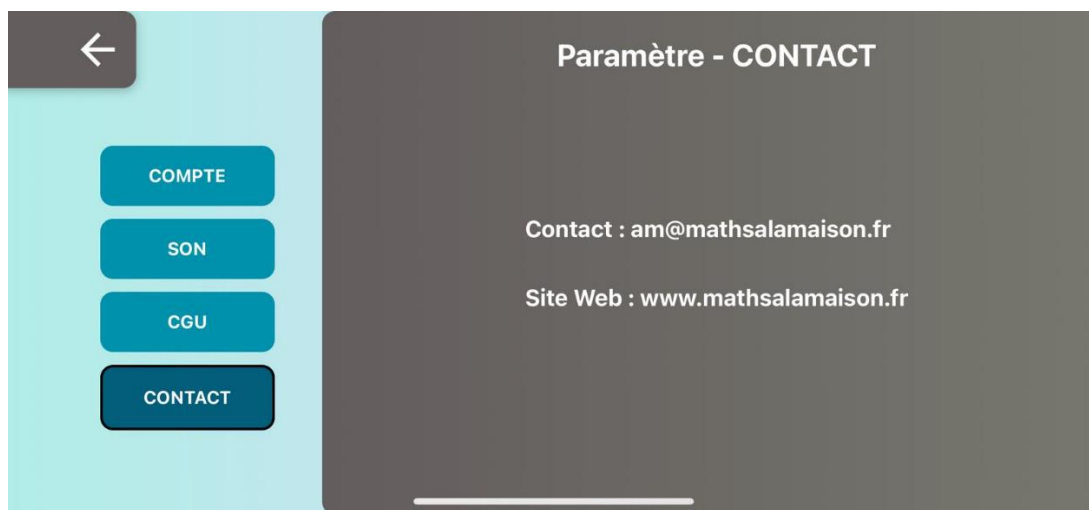 Paramètre - CONTACT
COMPTE
SON
CGU
CONTACT
Contact : am@mathsalamaison.fr
Site Web : www.mathsalamaison.fr